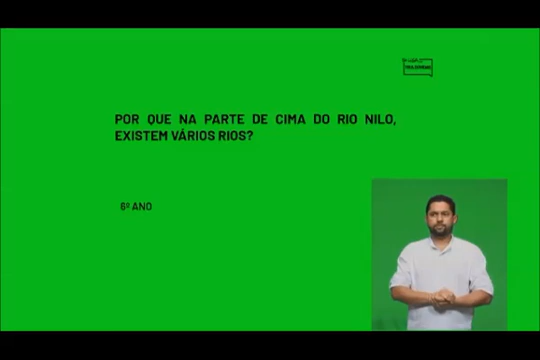 POR QUE NA PARTE DE CIMA DO RIO NILO,
EXISTEM VÁRIOS RIOS?
6º ANO